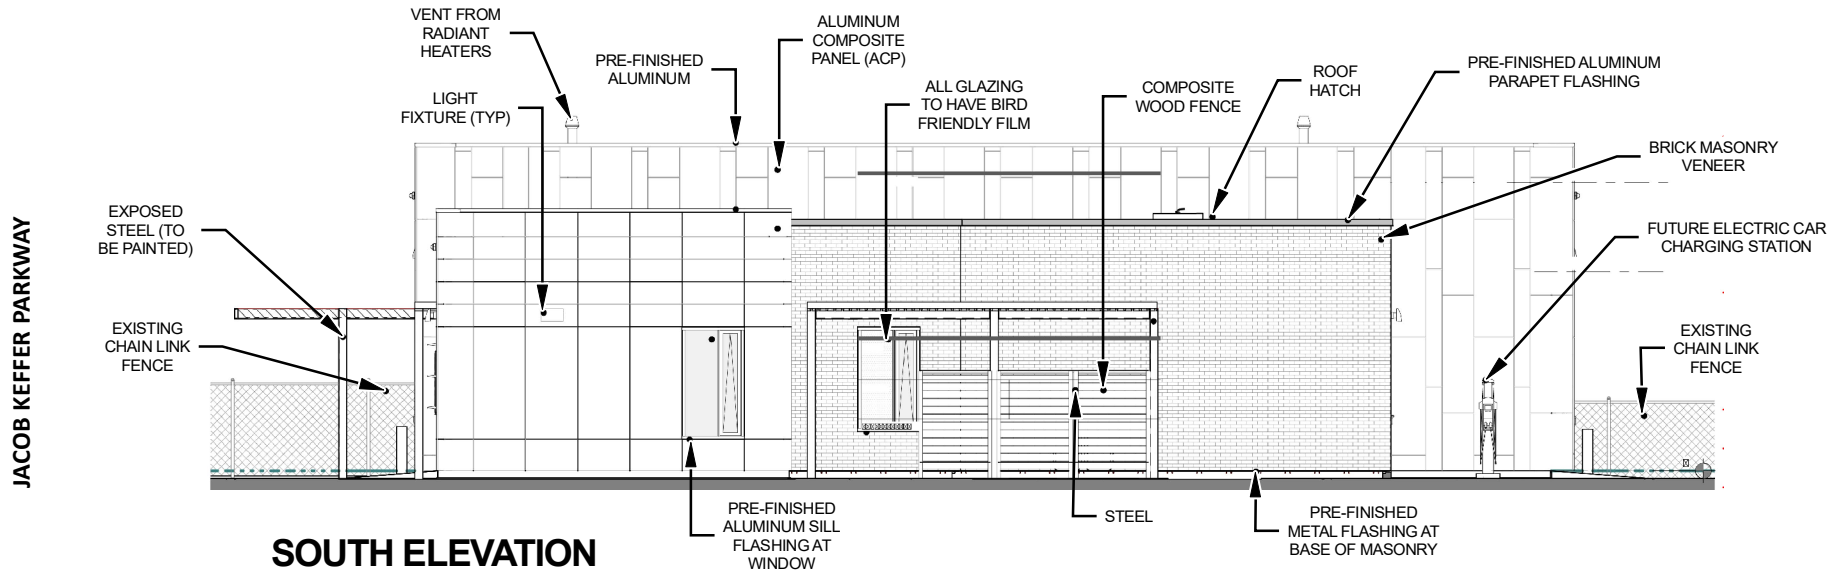 VENT FROM
RADIANT
HEATERS
ALUMINUM
COMPOSITE
PANEL (ACP)
PRE-FINISHED
ALUMINUM
LIGHT
FIXTURE (TYP)
ALL GLAZING
TO HAVE BIRD
FRIENDLY FILM
COMPOSITE
WOOD FENCE
ROOF
HATCH
PRE-FINISHED ALUMINUM
PARAPET FLASHING
BRICK MASONRY
VENEER
EXPOSED
STEEL (TO
BE PAINTED)
FUTURE ELECTRIC CAR
CHARGING STATION
EXISTING
CHAIN LINK
FENCE
EXISTING
CHAIN LINK
FENCE
JACOB KEFFER PARKWAY
PRE-FINISHED
ALUMINUM SILL
FLASHING AT
WINDOW
STEEL
PRE-FINISHED
METAL FLASHING AT
BASE OF MASONRY
SOUTH ELEVATION